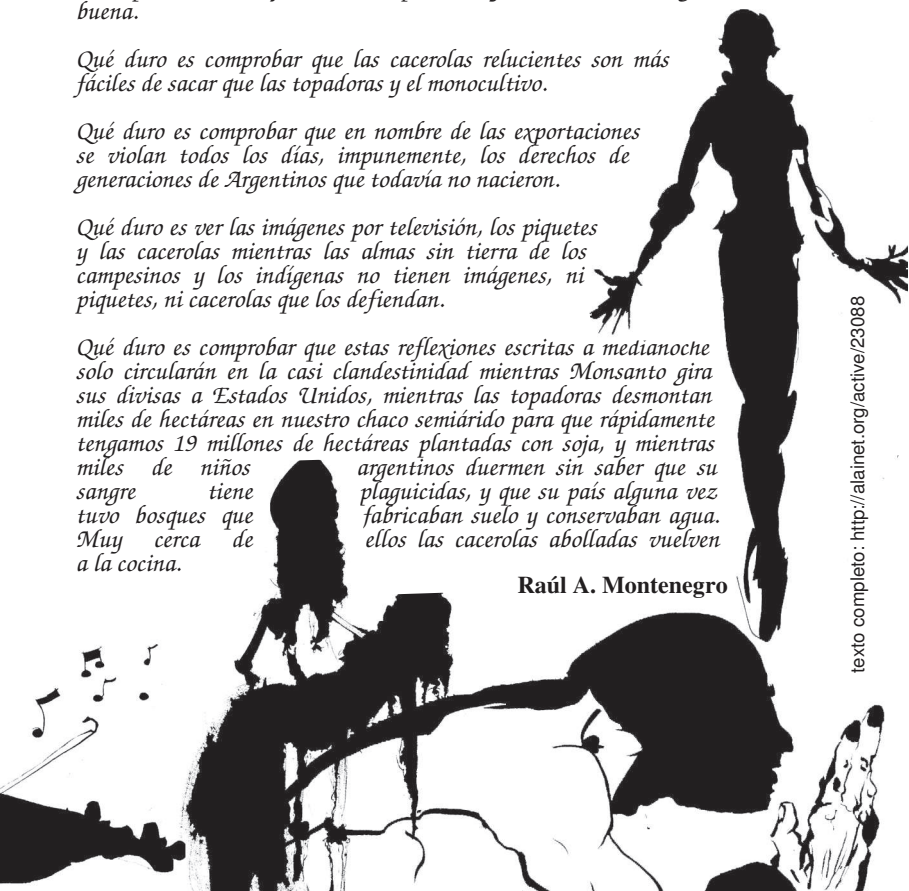 buena.
Qué duro es comprobar que las cacerolas relucientes son más
fáciles de sacar que las topadoras y el monocultivo.
Qué duro es comprobar que en nombre de las exportaciones
se violan todos los días, impunemente, los derechos de
generaciones de Argentinos que todavía no nacieron.
Qué duro es ver las imágenes por televisión, los piquetes
y las cacerolas mientras las almas sin tierra de los
campesinos y los indígenas no tienen imágenes, ni
piquetes, ni cacerolas que los defiendan.
Qué duro es comprobar que estas reflexiones escritas a medianoche
solo circularán en la casi clandestinidad mientras Monsanto gira
sus divisas a Estados Unidos, mientras las topadoras desmontan
miles de hectáreas en nuestro chaco semiárido para que rápidamente
tengamos 19 millones de hectáreas plantadas con soja, y mientras
miles de niños argentinos duermen sin saber que su
sangre tiene plaguicidas, y que su país alguna vez
tuvo bosques que fabricaban suelo y conservaban agua.
Muy cerca de ellos las cacerolas abolladas vuelven
a la cocina.
Raúl A. Montenegro
texto completo: http://alainet.org/active/23088